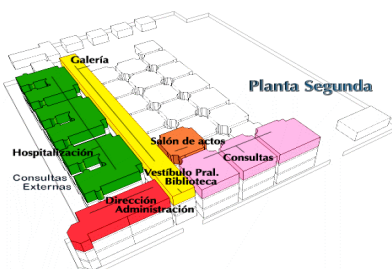 Galería
Planta Segunda
Salón de actos
Hospitalización
Consultas
Consultas
Externas
Vestíbulo Pral.
Biblioteca
Dirección
Administración